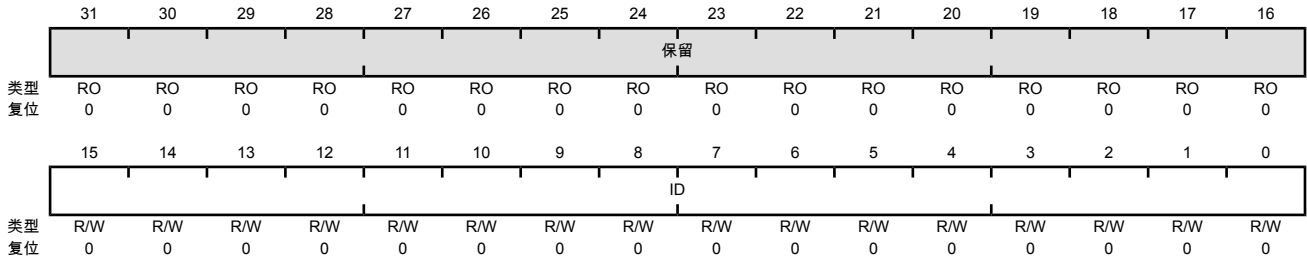 31 30 29 28 27 26 25 24 23 22 21 20 19 18 17 16
保留
类型 RO RO RO RO RO RO RO RO RO RO RO RO RO RO RO RO
复位 0 0 0 0 0 0 0 0 0 0 0 0 0 0 0 0
15 14 13 12 11 10 9 8 7 6 5 4 3 2 1 0
ID
类型 R/W R/W R/W R/W R/W R/W R/W R/W R/W R/W R/W R/W R/W R/W R/W R/W
复位 0 0 0 0 0 0 0 0 0 0 0 0 0 0 0 0